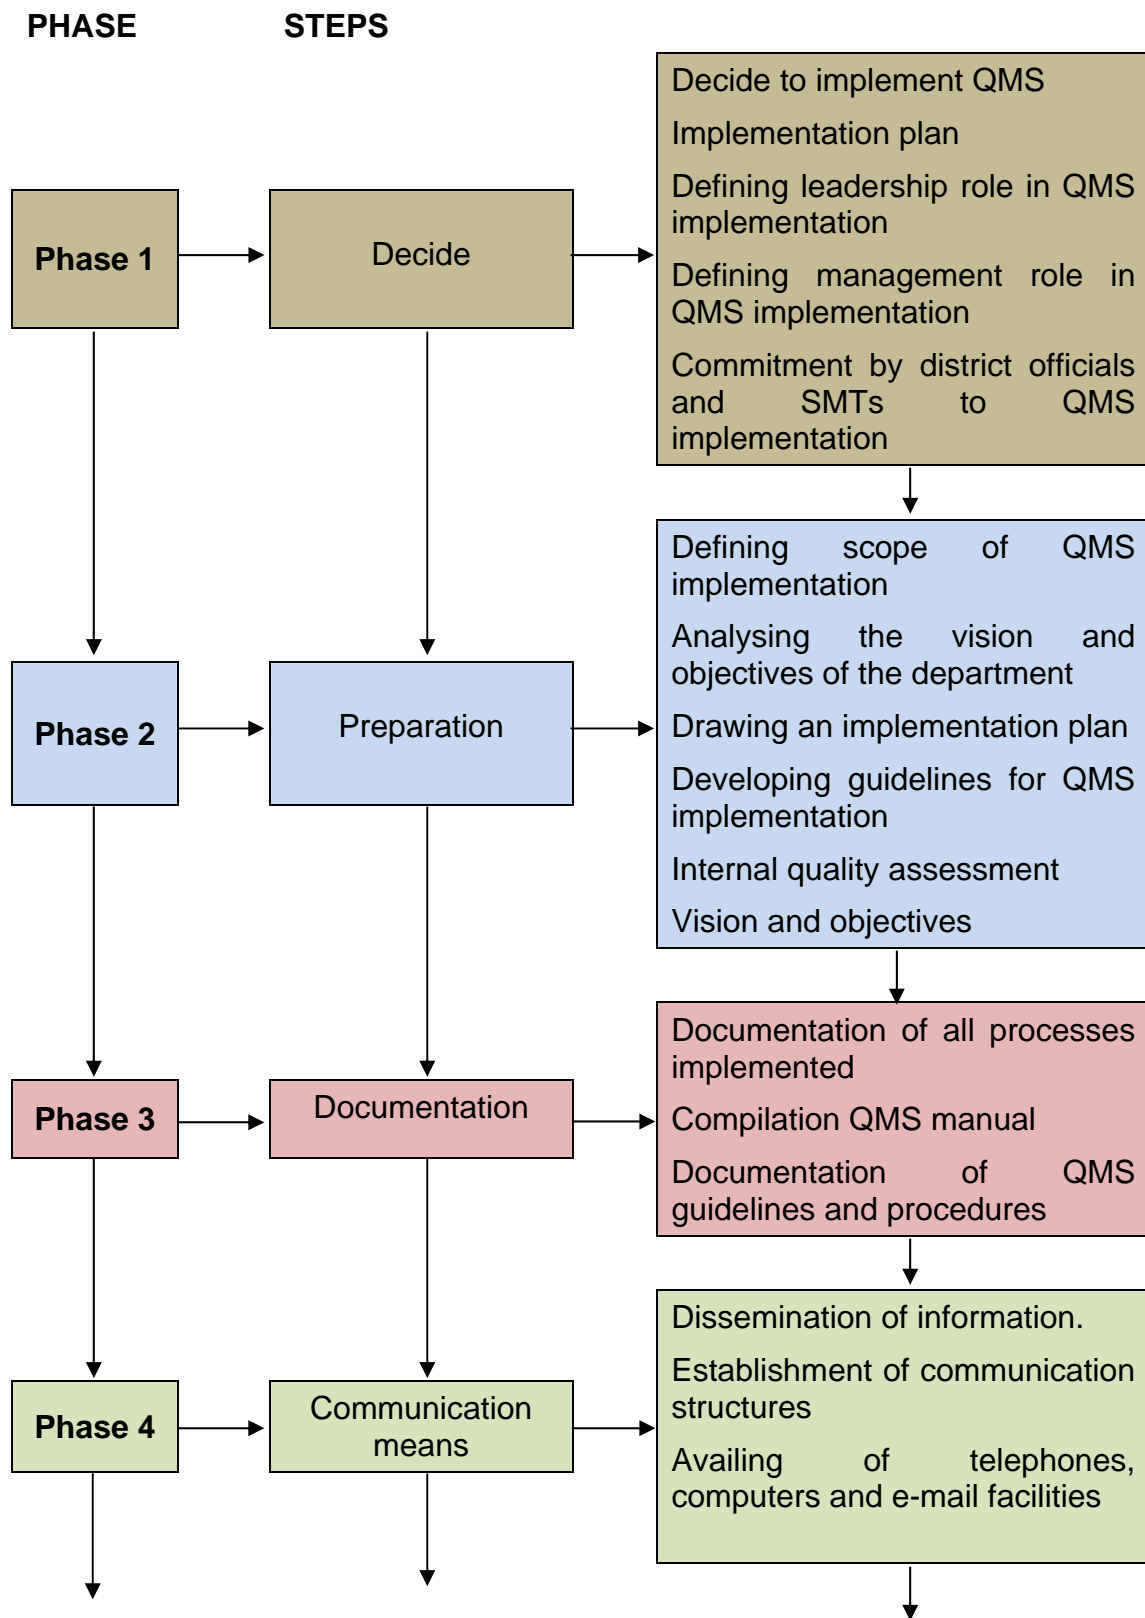 PHASE STEPS
Decide to implement QMS
Implementation plan
Defining leadership role in QMS
implementation
Defining management role in
QMS implementation
Commitment by district officials
and SMTs to QMS
implementation
Phase 1
Decide
Defining scope of QMS
implementation
Analysing the vision and
objectives of the department
Drawing an implementation plan
Developing guidelines for QMS
implementation
Internal quality assessment
Vision and objectives
Phase 2
Preparation
Documentation of all processes
implemented
Compilation QMS manual
Documentation of QMS
guidelines and procedures
Phase 3
Documentation
Dissemination of information.
Establishment of communication
structures
Availing of telephones,
computers and e-mail facilities
Phase 4
Communication
means